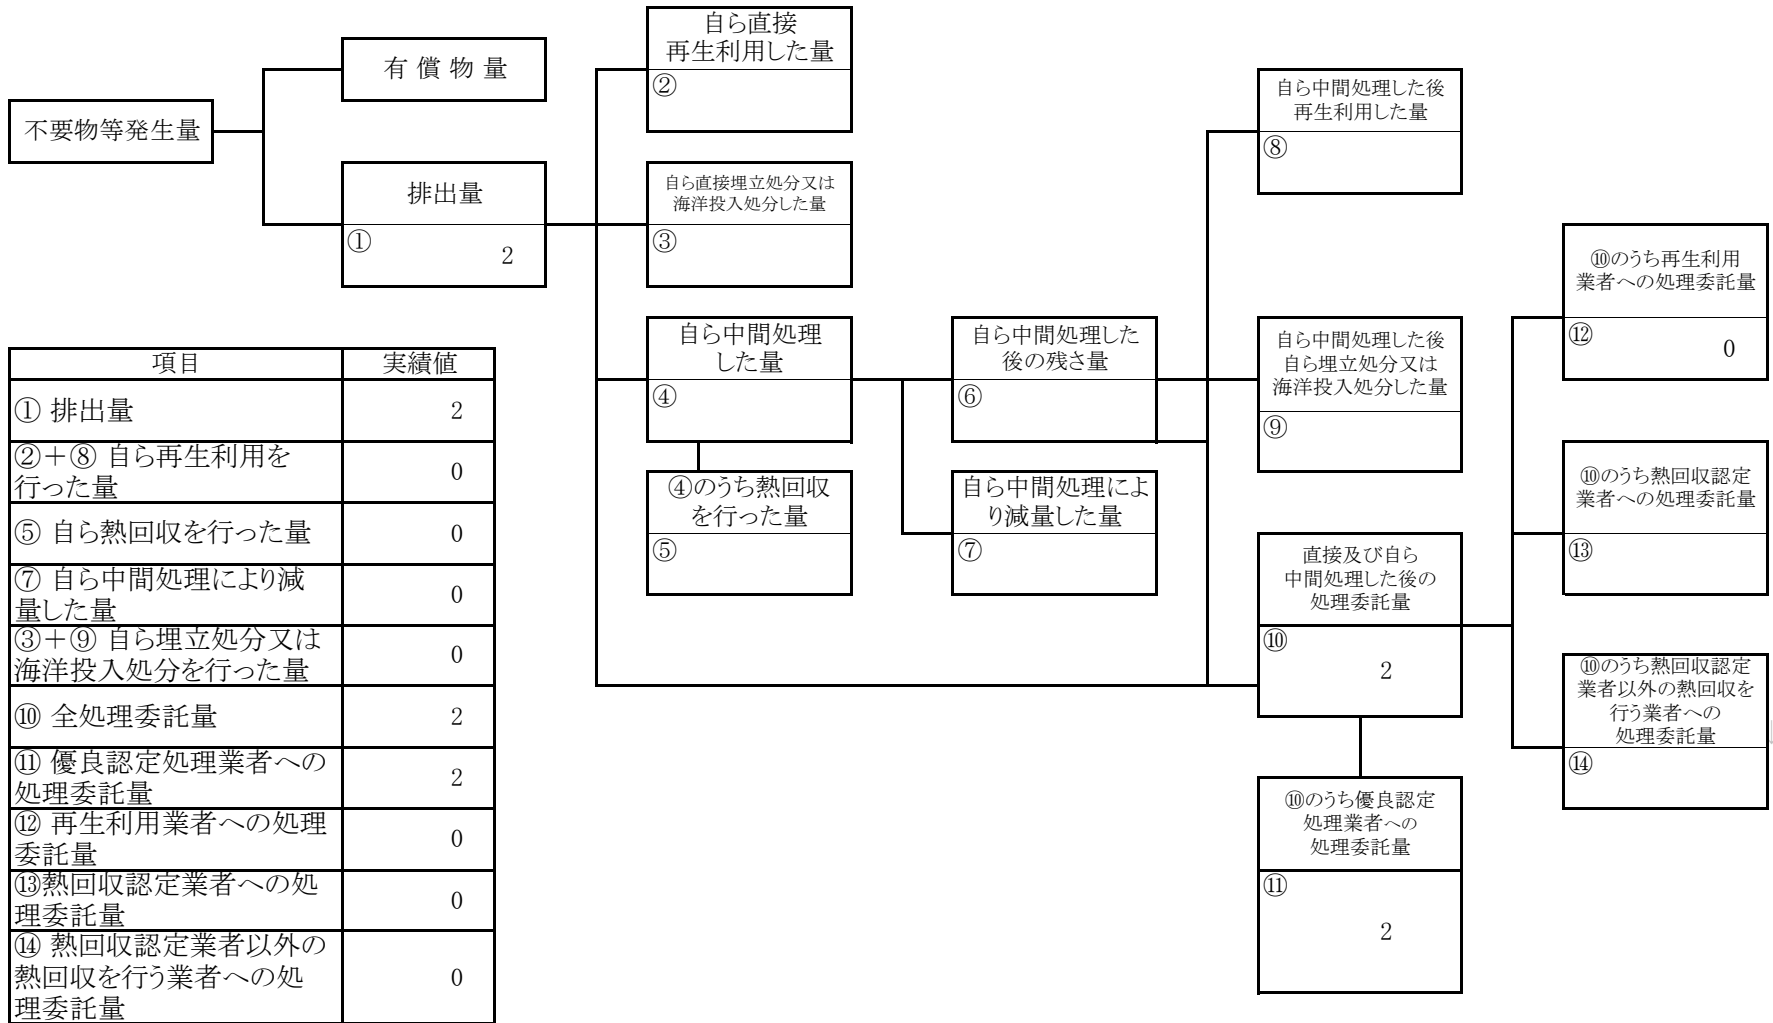 不要物等発生量
有 償 物 量
排出量
① 2
自ら直接
再生利用した量
②
自ら直接埋立処分又は
海洋投入処分した量
③
自ら中間処理
した量
④
④のうち熱回収
を行った量
⑤
自ら中間処理した
後の残さ量
⑥
自ら中間処理によ
り減量した量
⑦
自ら中間処理した後
再生利用した量
⑧
自ら中間処理した後
自ら埋立処分又は
海洋投入処分した量
⑨
直接及び自ら
中間処理した後の
処理委託量
⑩
2
⑩のうち優良認定
処理業者への
処理委託量
⑪
2
⑩のうち再生利用
業者への処理委託量
⑫ 0
⑩のうち熱回収認定
業者への処理委託量
⑬
⑩のうち熱回収認定
業者以外の熱回収を
行う業者への
処理委託量
⑭
項目 実績値
① 排出量 2
②＋⑧ 自ら再生利用を
行った量 0
⑤ 自ら熱回収を行った量 0
⑦ 自ら中間処理により減
量した量 0
③＋⑨ 自ら埋立処分又は
海洋投入処分を行った量 0
⑩ 全処理委託量 2
⑪ 優良認定処理業者への
処理委託量 2
⑫ 再生利用業者への処理
委託量 0
⑬熱回収認定業者への処
理委託量 0
⑭ 熱回収認定業者以外の
熱回収を行う業者への処
理委託量 0